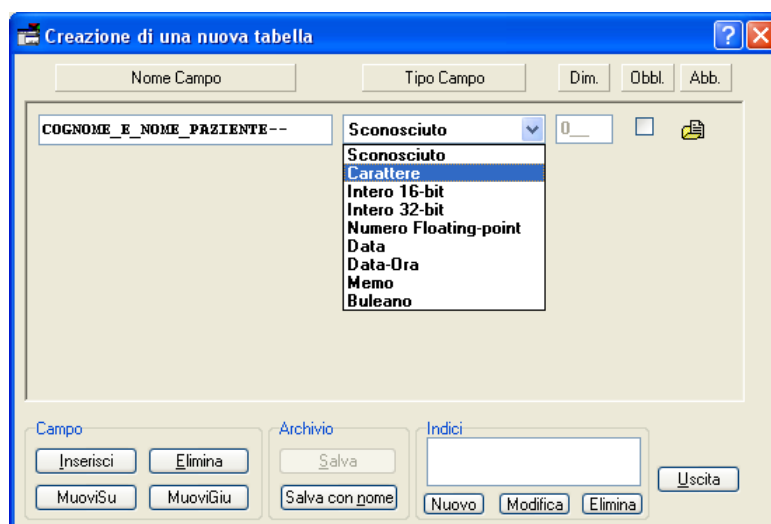 Creazione di una nuova tabella
Nome Campo Tipo Campo Dim. Obbl. Abb.
COGNOME_E_NOME_PAZIENTE-- Sconosciuto 0__
Sconosciuto
Carattere
Intero 16-bit
Intero 32-bit
Numero Floating-point
Data
Data-Ora
Memo
Buleano
Campo Archivio Indici
Inserisci Elimina Salva
Uscita
MuoviSu MuoviGiu Salva con nome Nuovo Modifica Elimina